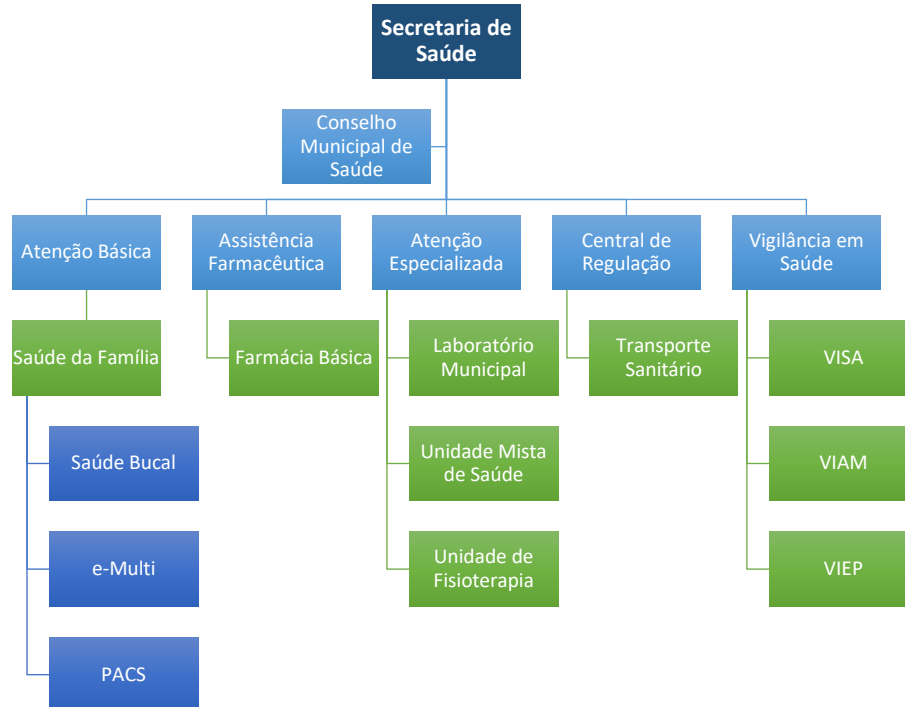 Secretaria de
Saúde
Conselho
Municipal de
Saúde
Atenção Básica
Assistência
Farmacêutica
Atenção
Especializada
Central de
Regulação
Vigilância em
Saúde
Saúde da Família
Farmácia Básica
Laboratório
Municipal
Transporte
Sanitário
VISA
Saúde Bucal
Unidade Mista
de Saúde
VIAM
e-Multi
Unidade de
Fisioterapia
VIEP
PACS